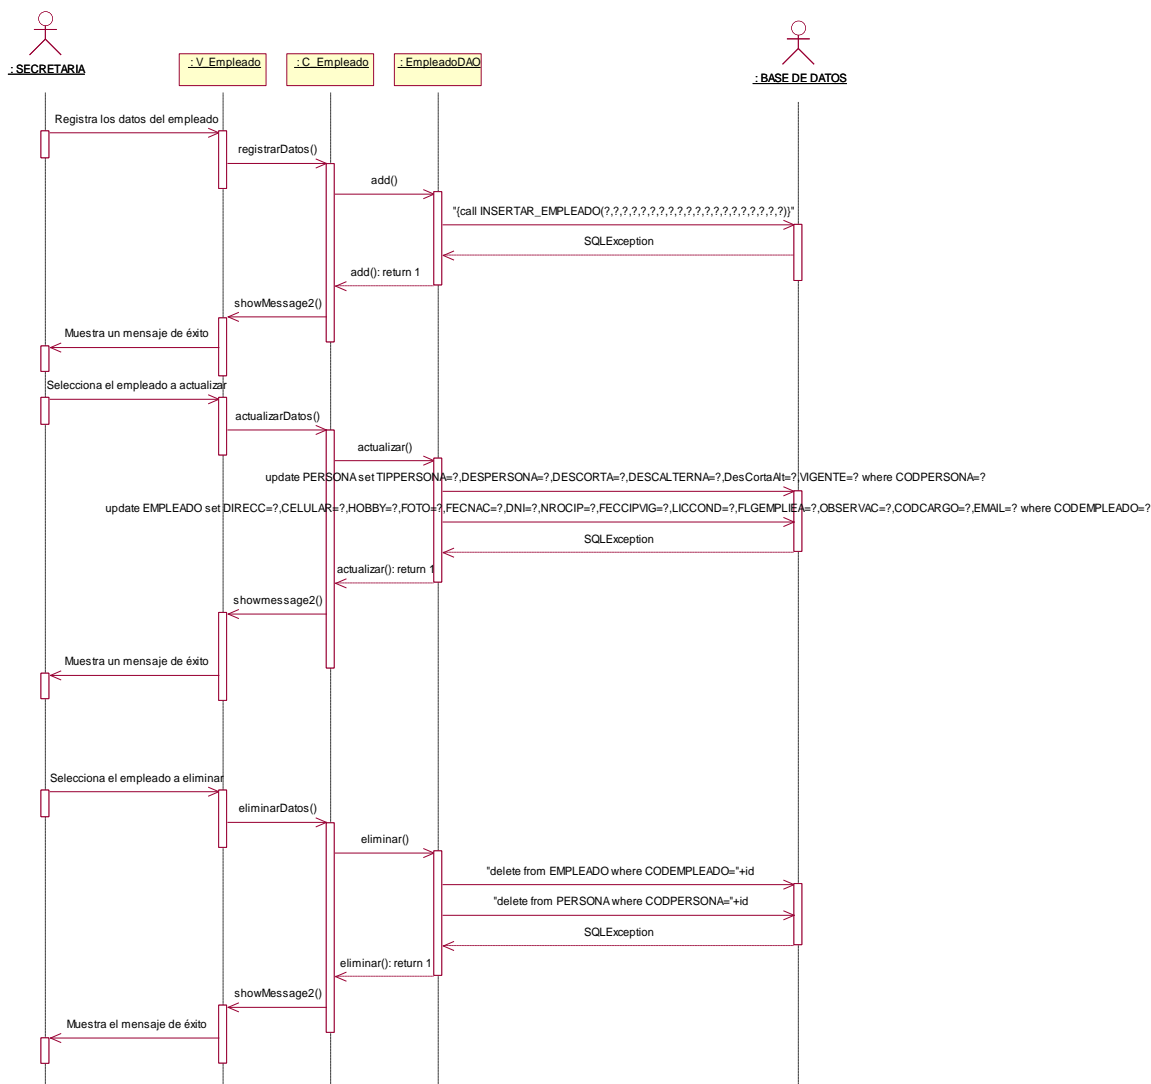 : SECRETARIA
: V_Empleado
: C_Empleado
: EmpleadoDAO
: BASE DE DATOS
Registra los datos del empleado
registrarDatos()
add()
"{call INSERTAR_EMPLEADO(?,?,?,?,?,?,?,?,?,?,?,?,?,?,?,?,?,?,?,?)}"
SQLException
add(): return 1
showMessage2()
Muestra un mensaje de éxito
Selecciona el empleado a actualizar
actualizarDatos()
actualizar()
update PERSONA set TIPPERSONA=?,DESPERSONA=?,DESCORTA=?,DESCALTERNA=?,DesCortaAlt=?,VIGENTE=? where CODPERSONA=?
update EMPLEADO set DIRECC=?,CELULAR=?,HOBBY=?,FOTO=?,FECNAC=?,DNI=?,NROCIP=?,FECCIPVIG=?,LICCOND=?,FLGEMPLIEA=?,OBSERVAC=?,CODCARGO=?,EMAIL=? where CODEMPLEADO=?
SQLException
actualizar(): return 1
showmessage2()
Muestra un mensaje de éxito
Selecciona el empleado a eliminar
eliminarDatos()
eliminar()
"delete from EMPLEADO where CODEMPLEADO="+id
"delete from PERSONA where CODPERSONA="+id
SQLException
eliminar(): return 1
showMessage2()
Muestra el mensaje de éxito